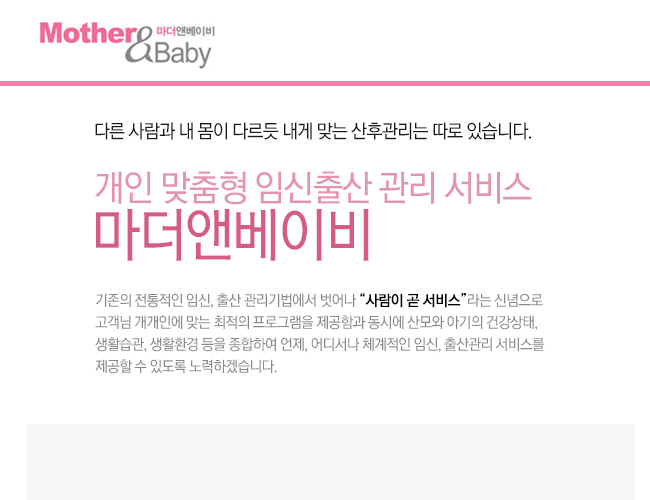 Mother 마더앤베이비
&Baby
다른 사람과 내 몸이 다르듯 내게 맞는 산후관리는 따로 있습니다.
개인 맞춤형 임신출산 관리 서비스
마더앤베이비
기존의 전통적인 임신, 출산 관리기법에서 벗어나 “사람이 곧 서비스”라는 신념으로
고객님 개개인에 맞는 최적의 프로그램을 제공함과 동시에 산모와 아기의 건강상태,
생활습관, 생활환경 등을 종합하여 언제, 어디서나 체계적인 임신, 출산관리 서비스를
제공할 수 있도록 노력하겠습니다.